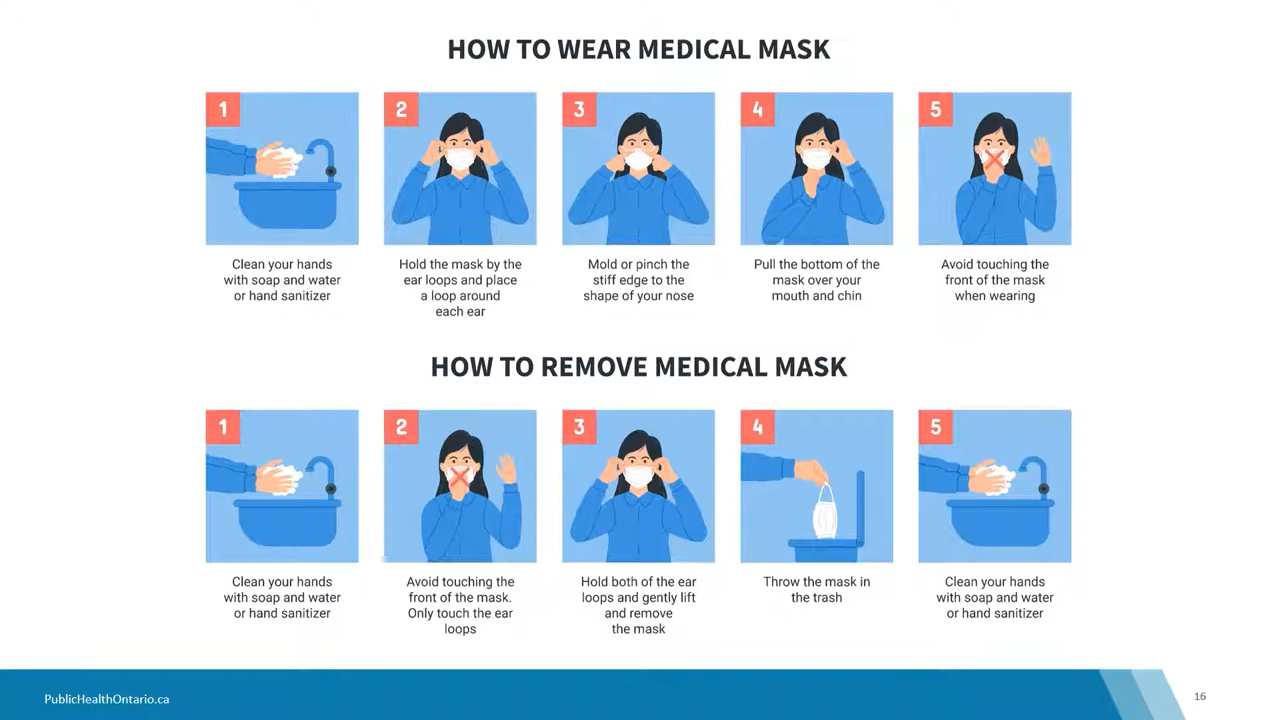 HOW TO WEAR MEDICAL MASK
1
2
3
4
5
Clean your hands
with soap and water
or hand sanitizer
Hold the mask by the
ear loops and place
a loop around
each ear
Mold or pinch the
stiff edge to the
shape of your nose
Pull the bottom of the
mask over your
mouth and chin
Avoid touching the
front of the mask
when wearing
HOW TO REMOVE MEDICAL MASK
1
2
3
4
5
Clean your hands
with soap and water
or hand sanitizer
Avoid touching the
front of the mask.
Only touch the ear
loops
Hold both of the ear
loops and gently lift
and remove
the mask
Throw the mask in
the trash
Clean your hands
with soap and water
or hand sanitizer
PublicHealthOntario.ca
16